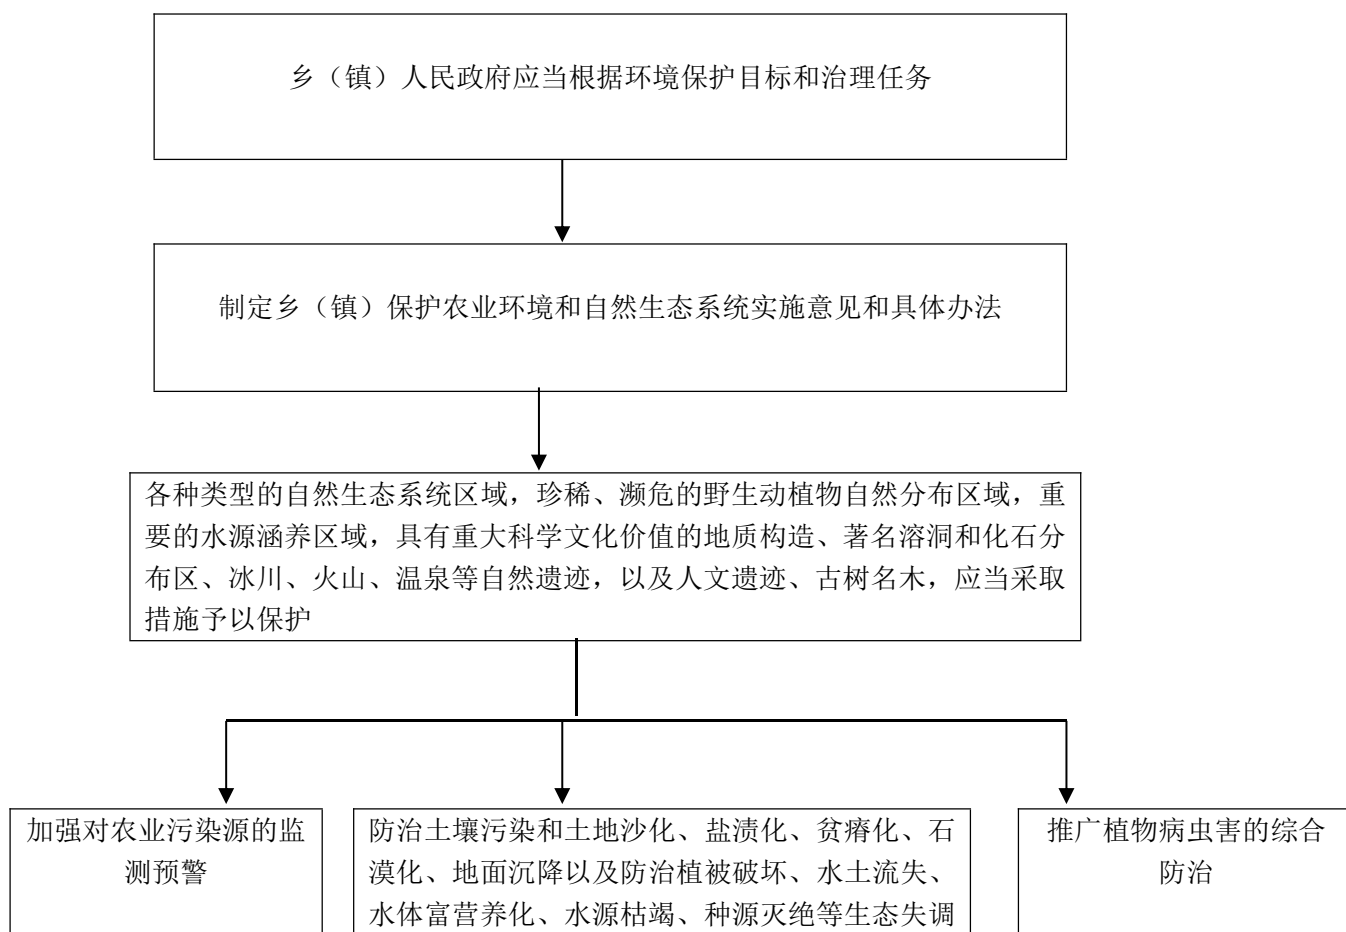 乡（镇）人民政府应当根据环境保护目标和治理任务
制定乡（镇）保护农业环境和自然生态系统实施意见和具体办法
各种类型的自然生态系统区域，珍稀、濒危的野生动植物自然分布区域，重
要的水源涵养区域，具有重大科学文化价值的地质构造、著名溶洞和化石分
布区、冰川、火山、温泉等自然遗迹，以及人文遗迹、古树名木，应当采取
措施予以保护
加强对农业污染源的监
测预警
防治土壤污染和土地沙化、盐渍化、贫瘠化、石
漠化、地面沉降以及防治植被破坏、水土流失、
水体富营养化、水源枯竭、种源灭绝等生态失调
推广植物病虫害的综合
防治